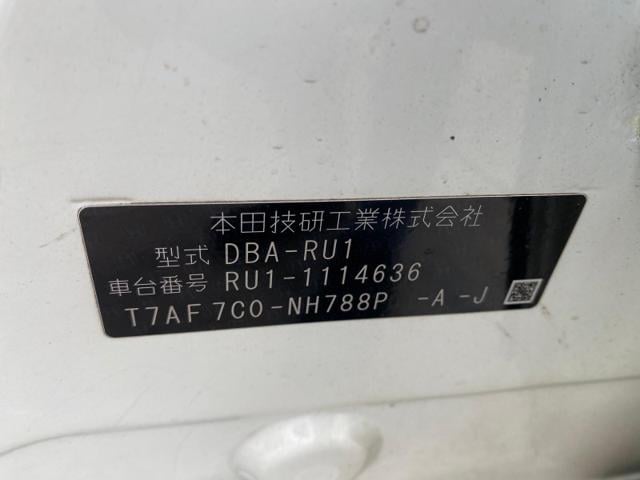 本田技研工業株式会社
型式 DBA-RU1
車台番号 RU1-1114636
T7AF 7C0-NH788P -A -J